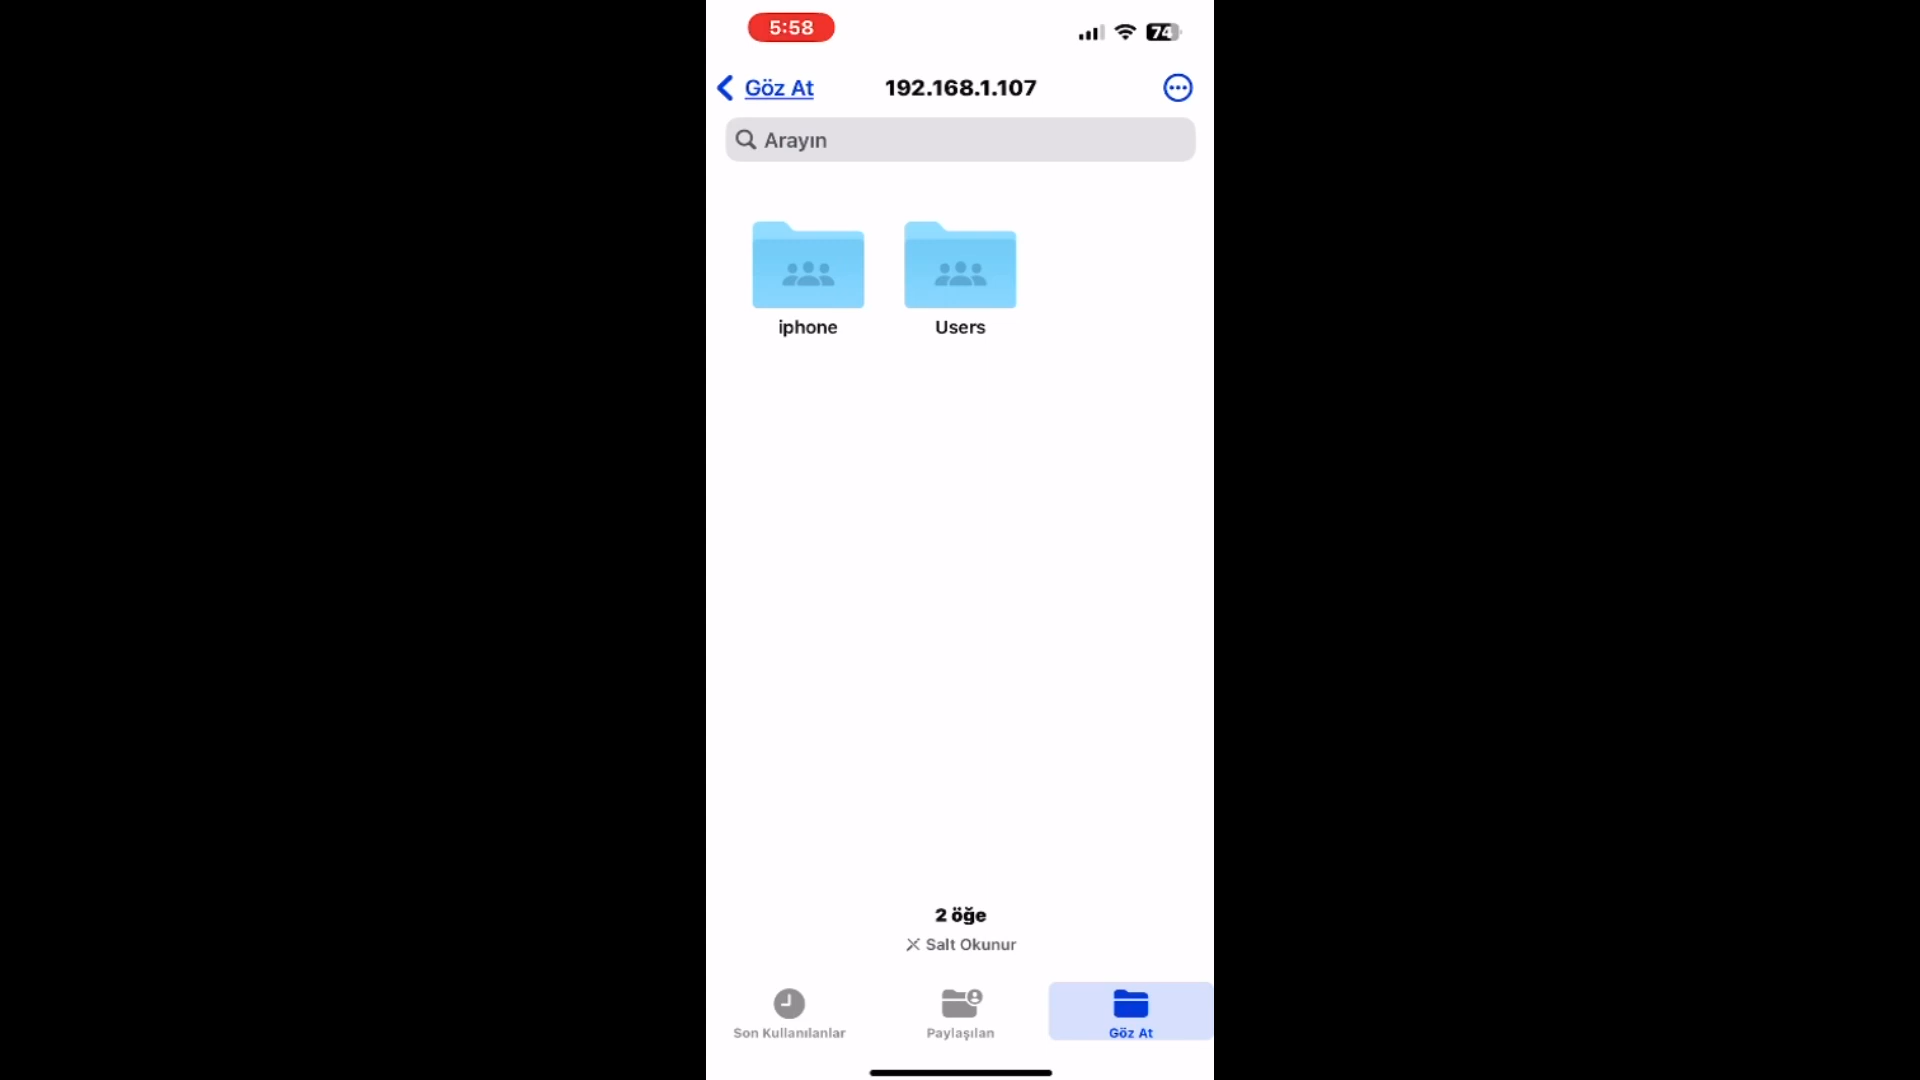 5:58
74
Göz At
192.168.1.107
Arayın
iphone
Users
2 öğe
Salt Okunur
Son Kullanılanlar
Paylaşılan
Göz At